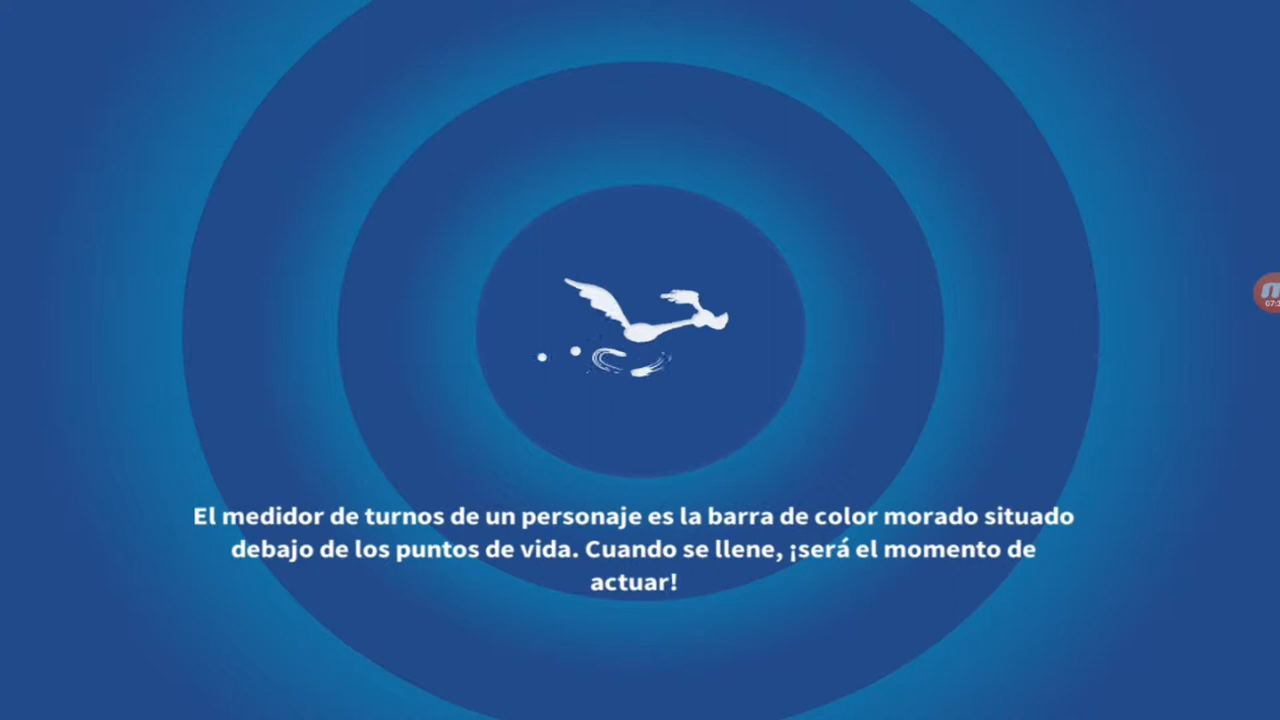 El medidor de turnos de un personaje es la barra de color morado situado
debajo de los puntos de vida. Cuando se llene, ¡será el momento de
actuar!